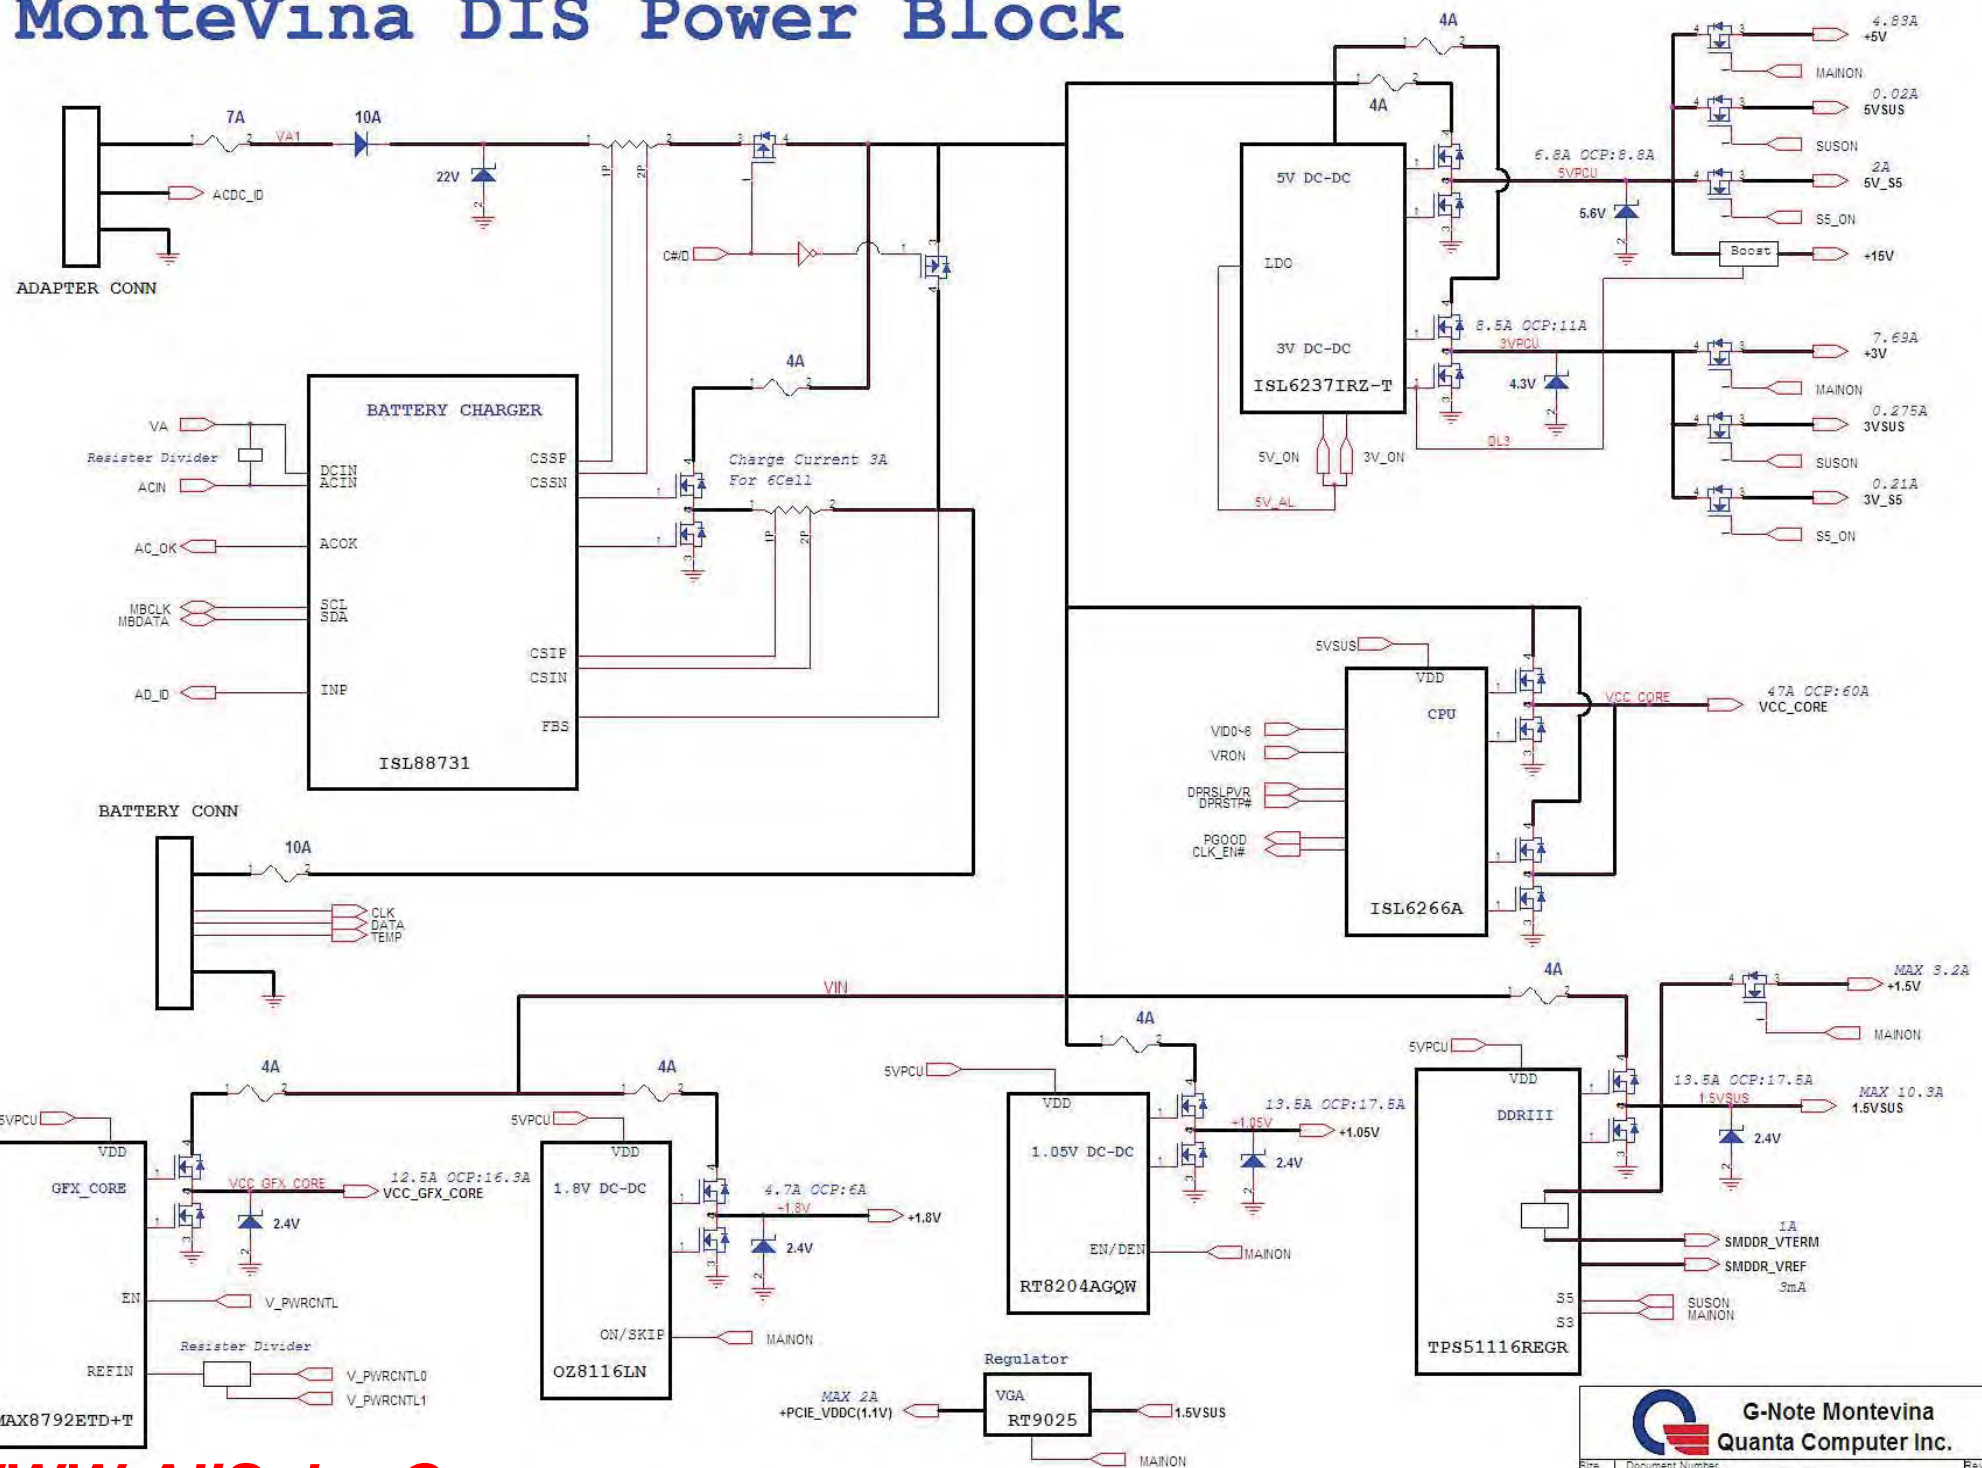 MonteVina DIS Power Block
7A
VA1
10A
22V
ACDC_ID
ADAPTER CONN
1P
2P
C#/D
4A
BATTERY CHARGER
VA
Resister Divider
ACIN
DCIN
ACIN
CSSP
CSSN
Charge Current 3A
For 6Cell
AC_OK
ACOK
1P
2P
MBCLK
MBDATA
SCL
SDA
CSIP
CSIN
AD_ID
INP
FBS
ISL88731
BATTERY CONN
10A
CLK
DATA
TEMP
4A
4A
5V DC-DC
LDO
3V DC-DC
ISL6237IRZ-T
5V_ON
3V_ON
5V_AL
DL3
6.8A OCP:8.8A
5VPCU
5.6V
8.5A OCP:11A
3VPCU
4.3V
4.83A
+5V
MAINON
0.02A
5VSUS
SUSON
2A
5V_S5
S5_ON
Boost
+15V
7.69A
+3V
MAINON
0.275A
3VSUS
SUSON
0.21A
3V_S5
S5_ON
5VSUS
VDD
CPU
VID0~6
VRON
DPRSLPVR
DPRSTP#
PGOOD
CLK_EN#
ISL6266A
VCC_CORE
47A OCP:60A
VCC_CORE
VIN
4A
5VPCU
VDD
GFX_CORE
VCC_GFX_CORE
12.5A OCP:16.3A
VCC_GFX_CORE
2.4V
EN
V_PWRCNTL
Resister Divider
REFIN
V_PWRCNTL0
V_PWRCNTL1
MAX8792ETD+T
4A
5VPCU
VDD
1.8V DC-DC
4.7A OCP:6A
+1.8V
+1.8V
2.4V
ON/SKIP
MAINON
OZ8116LN
4A
5VPCU
VDD
1.05V DC-DC
13.5A OCP:17.5A
+1.05V
+1.05V
2.4V
EN/DEN
MAINON
RT8204AGQW
Regulator
MAX 2A
+PCIE_VDDC(1.1V)
VGA
RT9025
1.5VSUS
MAINON
4A
5VPCU
VDD
DDRIII
MAX 3.2A
+1.5V
MAINON
13.5A OCP:17.5A
1.5VSUS
MAX 10.3A
1.5VSUS
2.4V
1A
SMDDR_VTERM
SMDDR_VREF
3mA
S5
S3
SUSON
MAINON
TPS51116REGR
G-Note Montevina
Quanta Computer Inc.
Size
Document Number
Rev